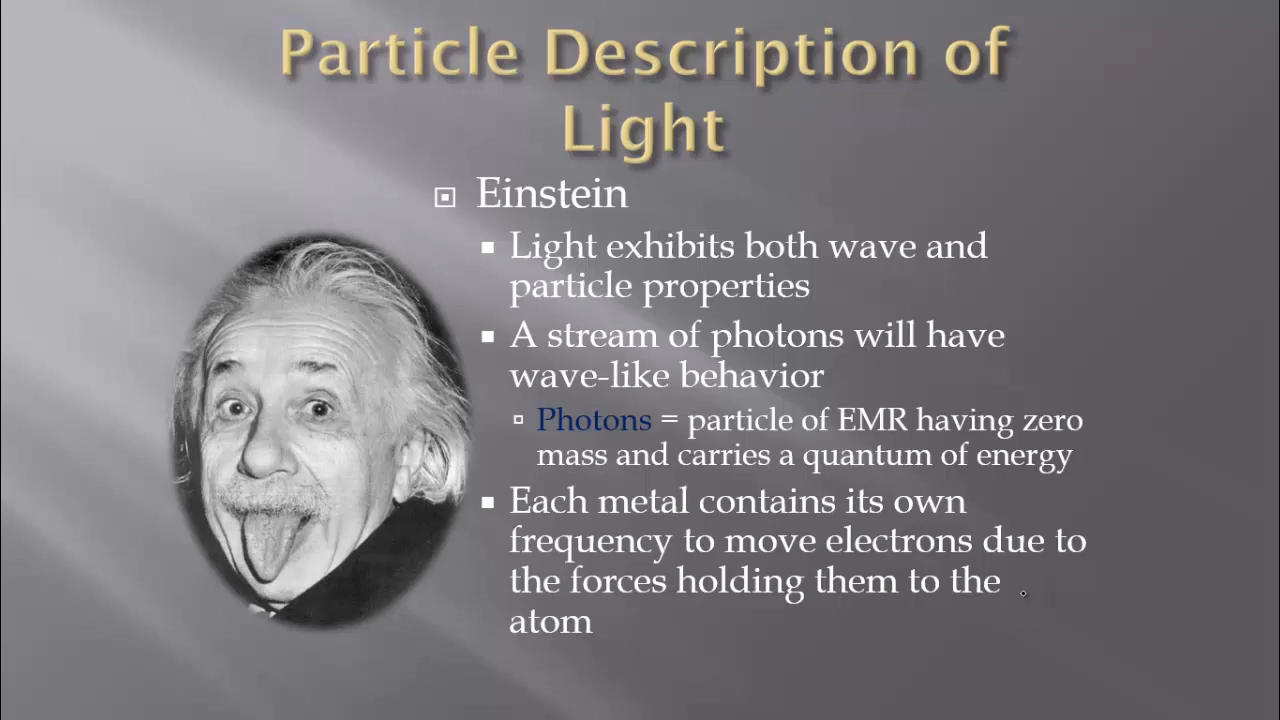 Particle Description of
Light
Einstein
Light exhibits both wave and
particle properties
A stream of photons will have
wave-like behavior
Photons = particle of EMR having zero
mass and carries a quantum of energy
Each metal contains its own
frequency to move electrons due to
the forces holding them to the
atom